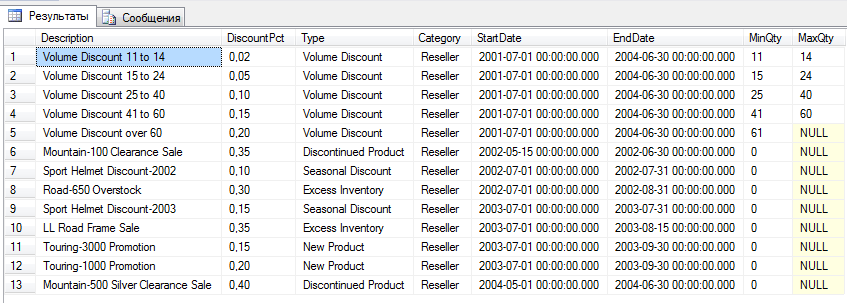 Результаты Сообщения
Description DiscountPct Type Category StartDate EndDate MinQty MaxQty
1 Volume Discount 11 to 14 0,02 Volume Discount Reseller 2001-07-01 00:00:00.000 2004-06-30 00:00:00.000 11 14
2 Volume Discount 15 to 24 0,05 Volume Discount Reseller 2001-07-01 00:00:00.000 2004-06-30 00:00:00.000 15 24
3 Volume Discount 25 to 40 0,10 Volume Discount Reseller 2001-07-01 00:00:00.000 2004-06-30 00:00:00.000 25 40
4 Volume Discount 41 to 60 0,15 Volume Discount Reseller 2001-07-01 00:00:00.000 2004-06-30 00:00:00.000 41 60
5 Volume Discount over 60 0,20 Volume Discount Reseller 2001-07-01 00:00:00.000 2004-06-30 00:00:00.000 61 NULL
6 Mountain-100 Clearance Sale 0,35 Discontinued Product Reseller 2002-05-15 00:00:00.000 2002-06-30 00:00:00.000 0 NULL
7 Sport Helmet Discount-2002 0,10 Seasonal Discount Reseller 2002-07-01 00:00:00.000 2002-07-31 00:00:00.000 0 NULL
8 Road-650 Overstock 0,30 Excess Inventory Reseller 2002-07-01 00:00:00.000 2002-08-31 00:00:00.000 0 NULL
9 Sport Helmet Discount-2003 0,15 Seasonal Discount Reseller 2003-07-01 00:00:00.000 2003-07-31 00:00:00.000 0 NULL
10 LL Road Frame Sale 0,35 Excess Inventory Reseller 2003-07-01 00:00:00.000 2003-08-15 00:00:00.000 0 NULL
11 Touring-3000 Promotion 0,15 New Product Reseller 2003-07-01 00:00:00.000 2003-09-30 00:00:00.000 0 NULL
12 Touring-1000 Promotion 0,20 New Product Reseller 2003-07-01 00:00:00.000 2003-09-30 00:00:00.000 0 NULL
13 Mountain-500 Silver Clearance Sale 0,40 Discontinued Product Reseller 2004-05-01 00:00:00.000 2004-06-30 00:00:00.000 0 NULL